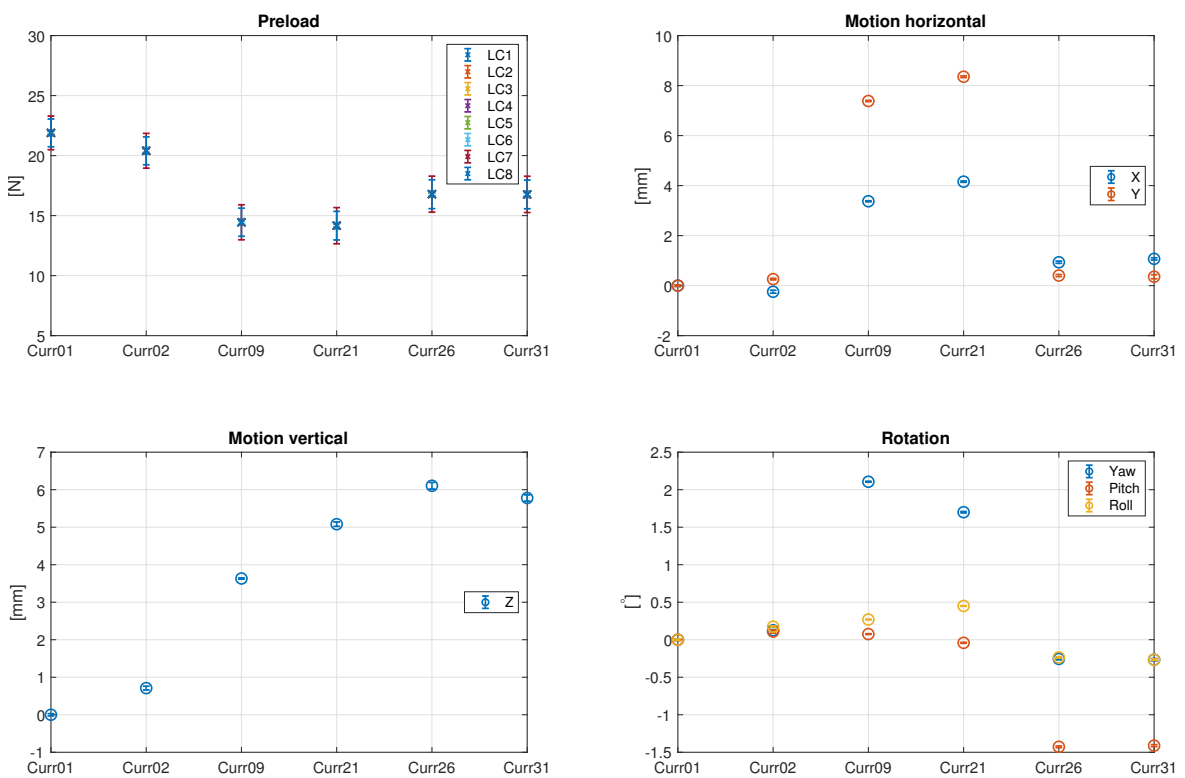 Preload
30
25
20
15
10
5
[N]
LC1
LC2
LC3
LC4
LC5
LC6
LC7
LC8
Curr01 Curr02 Curr09 Curr21 Curr26 Curr31
Motion horizontal
10
8
6
4
2
0
-2
[mm]
X
Y
Curr01 Curr02 Curr09 Curr21 Curr26 Curr31
Motion vertical
7
6
5
4
3
2
1
0
-1
[mm]
Z
Curr01 Curr02 Curr09 Curr21 Curr26 Curr31
Rotation
2.5
2
1.5
1
0.5
0
-0.5
-1
-1.5
[°]
Yaw
Pitch
Roll
Curr01 Curr02 Curr09 Curr21 Curr26 Curr31